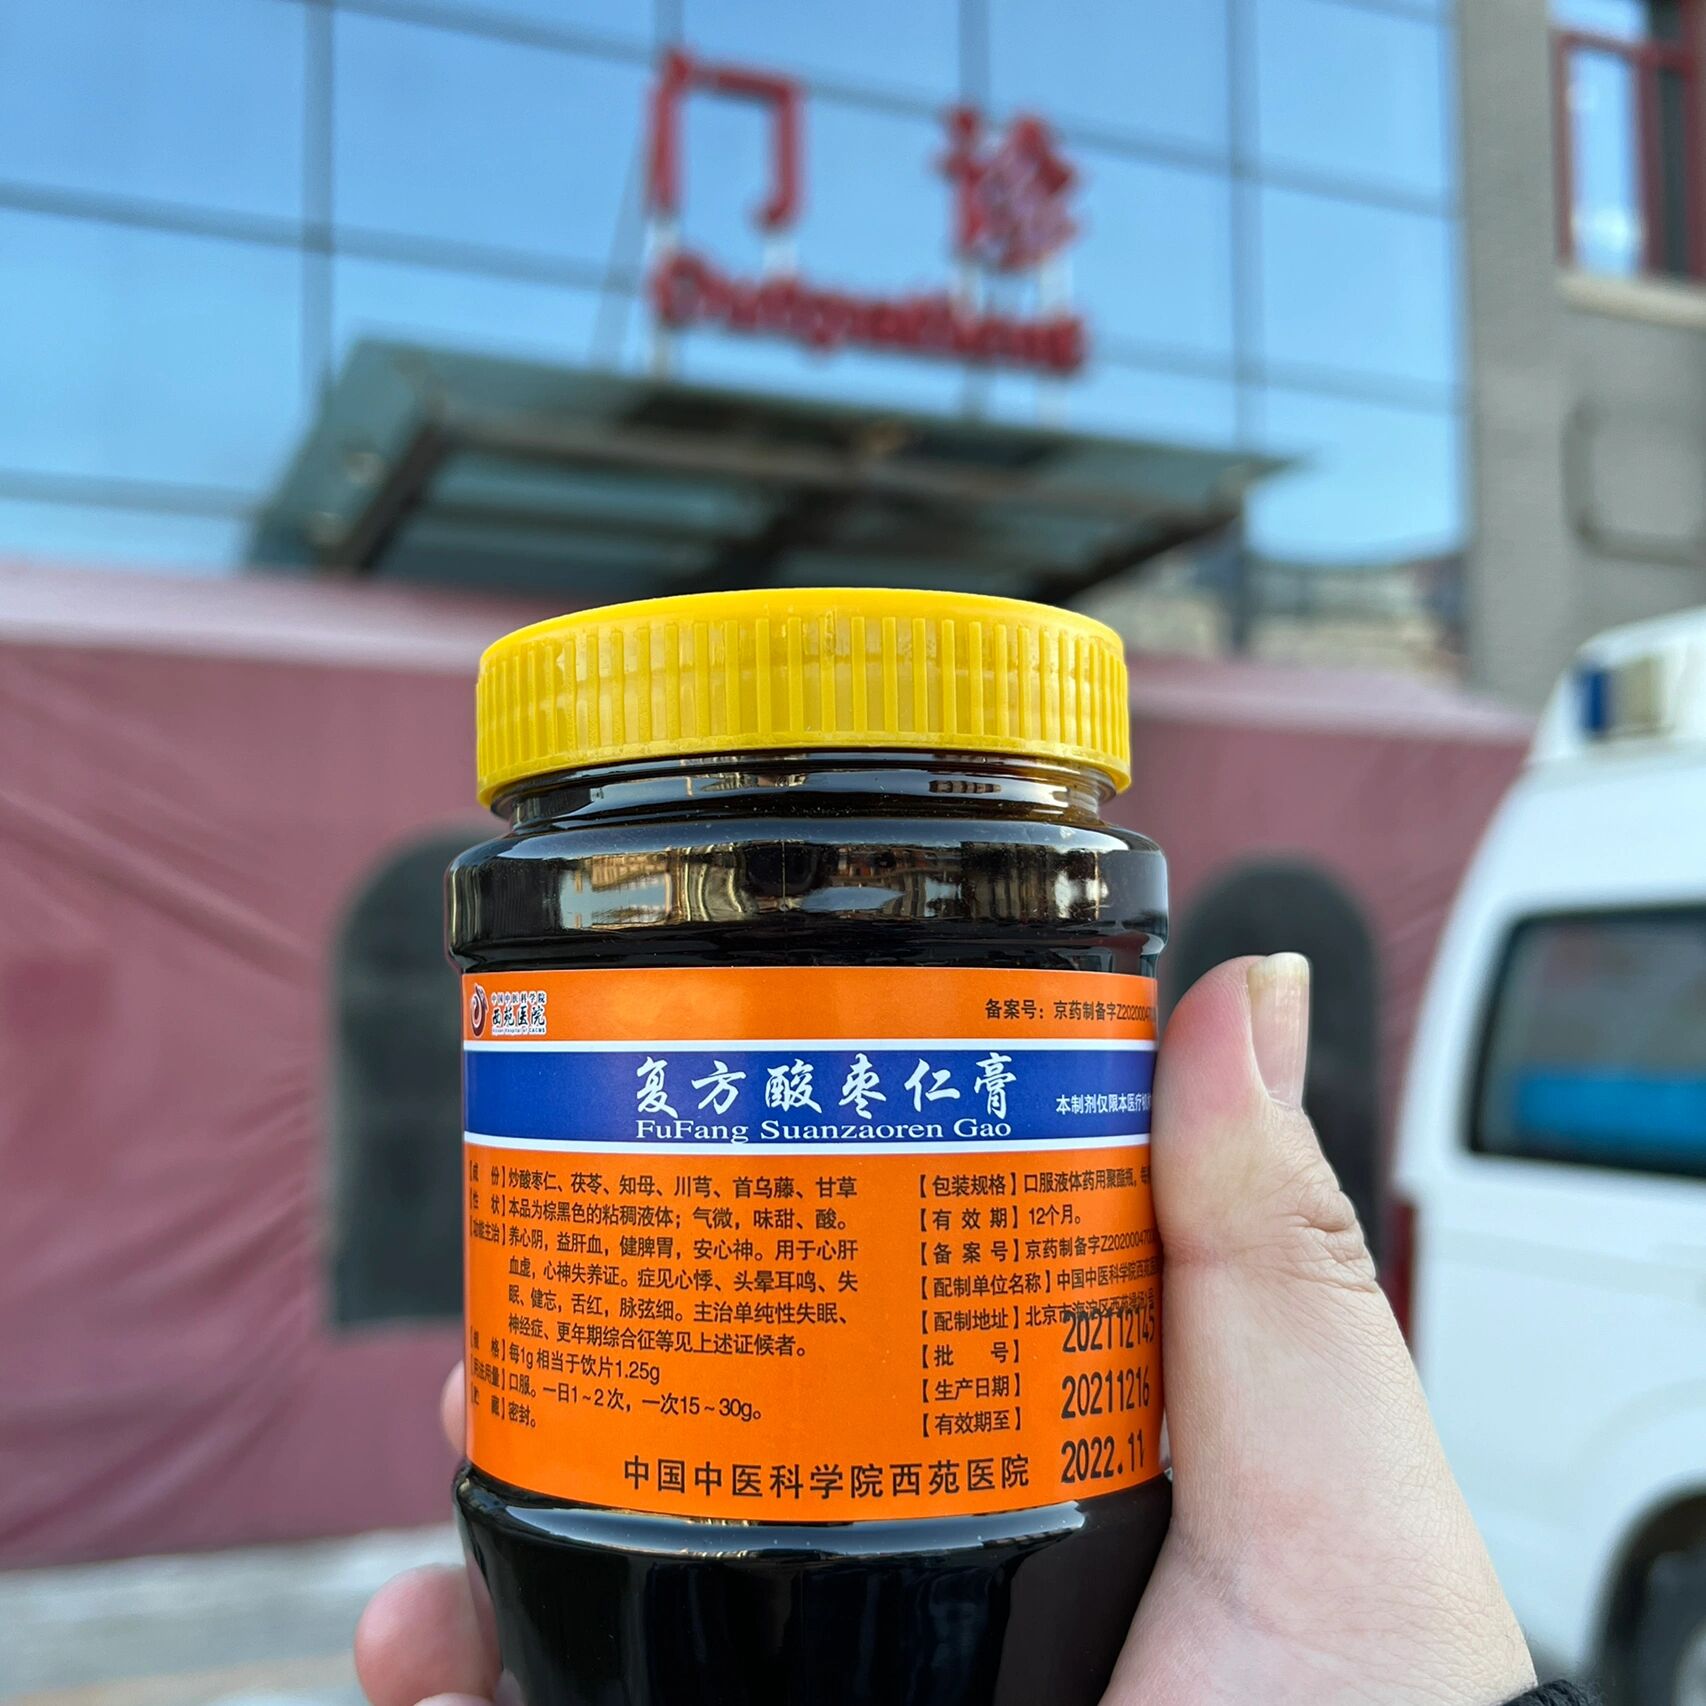 门诊
Outpatient
中国中医科学院
西苑医院
备案号：京药制备字Z20200047
复方酸枣仁膏
本制剂仅限本医疗机
FuFang Suanzaoren Gao
【成 份】炒酸枣仁、茯苓、知母、川芎、首乌藤、甘草
【性 状】本品为棕黑色的粘稠液体；气微，味甜、酸。
【功能主治】养心阴，益肝血，健脾胃，安心神。用于心肝
血虚，心神失养证。症见心悸、头晕耳鸣、失
眠、健忘，舌红，脉弦细。主治单纯性失眠、
神经症、更年期综合征等见上述证候者。
【规 格】每1g相当于饮片1.25g
【用法用量】口服。一日1~2次，一次15~30g。
【贮 藏】密封。
【包装规格】口服液体药用聚酯瓶，每
【有 效 期】12个月。
【备 案 号】京药制备字Z20200047
【配制单位名称】中国中医科学院西苑
【配制地址】北京市海淀区西苑
【批 号】202112145
【生产日期】20211216
【有效期至】2022.11
中国中医科学院西苑医院